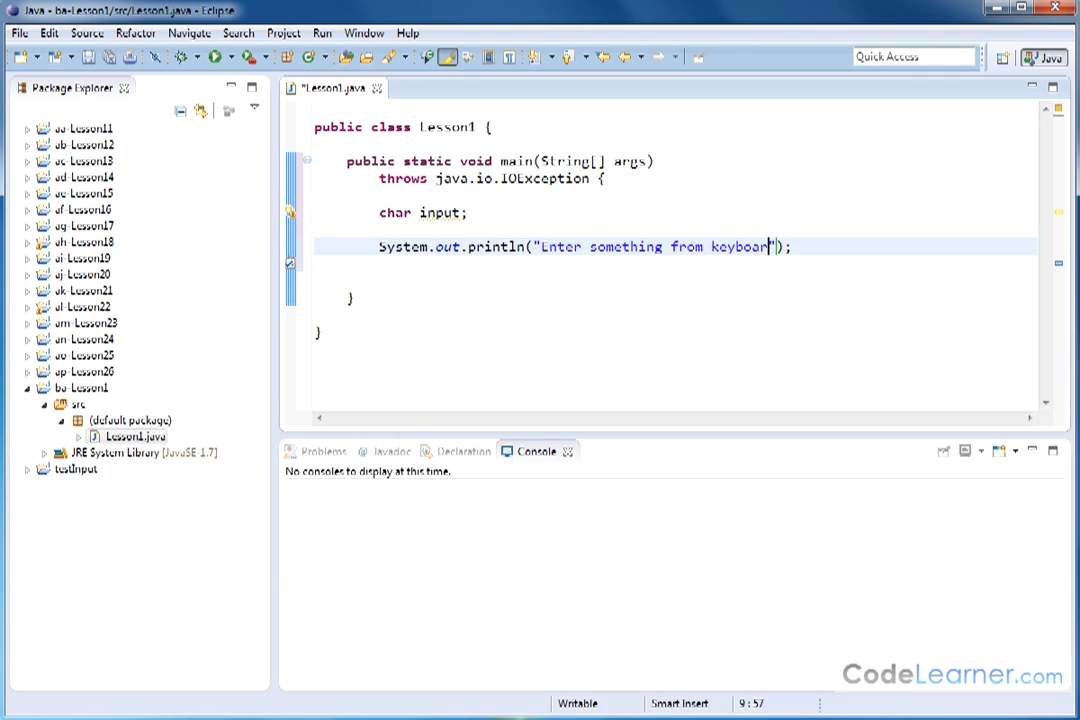 Java - ba-Lesson1/src/Lesson1.java - Eclipse
File Edit Source Refactor Navigate Search Project Run Window Help
Quick Access
Java
Package Explorer
*Lesson1.java
aa-Lesson11
ab-Lesson12
ac-Lesson13
ad-Lesson14
ae-Lesson15
af-Lesson16
ag-Lesson17
ah-Lesson18
ai-Lesson19
aj-Lesson20
ak-Lesson21
al-Lesson22
am-Lesson23
an-Lesson24
ao-Lesson25
ap-Lesson26
ba-Lesson1
src
(default package)
Lesson1.java
JRE System Library [JavaSE-1.7]
testInput
public class Lesson1 {
public static void main(String[] args)
throws java.io.IOException {
char input;
System.out.println("Enter something from keyboar");
}
}
Problems @ Javadoc Declaration Console
No consoles to display at this time.
CodeLearner.com
Writable Smart Insert 9 : 57